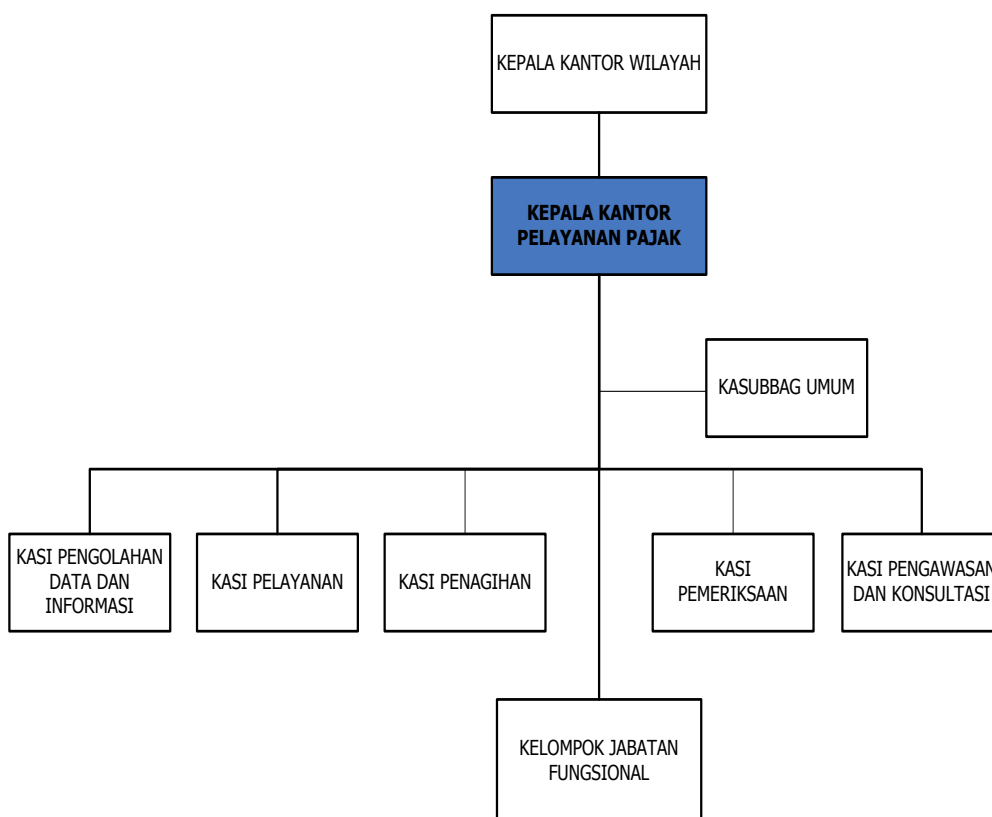 KEPALA KANTOR WILAYAH
KEPALA KANTOR
PELAYANAN PAJAK
KASUBBAG UMUM
KASI PENGOLAHAN
DATA DAN
INFORMASI
KASI PELAYANAN
KASI PENAGIHAN
KASI
PEMERIKSAAN
KASI PENGAWASAN
DAN KONSULTASI
KELOMPOK JABATAN
FUNGSIONAL